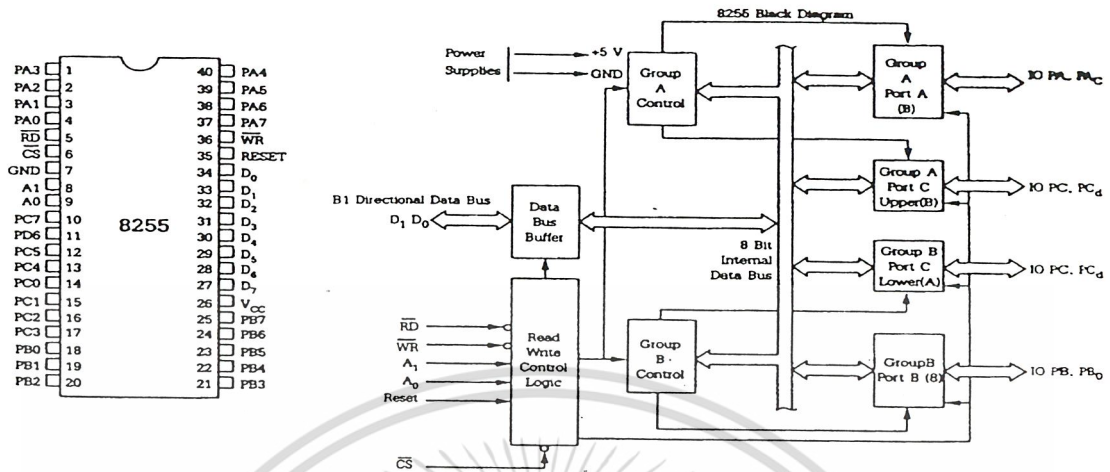 8255 Black Diagram
PA3 1
PA2 2
PA1 3
PA0 4
RD 5
CS 6
GND 7
A1 8
A0 9
PC7 10
PD6 11
PC5 12
PC4 13
PC0 14
PC1 15
PC2 16
PC3 17
PB0 18
PB1 19
PB2 20
8255
40 PA4
39 PA5
38 PA6
37 PA7
36 WR
35 RESET
34 D0
33 D1
32 D2
31 D3
30 D4
29 D5
28 D6
27 D7
26 VCC
25 PB7
24 PB6
23 PB5
22 PB4
21 PB3
Power
Supplies
+5 V
GND
Group
A
Control
Group
A
Port A
(B)
IO PA. PAC
Group A
Port C
Upper(B)
IO PC. PCd
B1 Directional Data Bus
D1 D0
Data
Bus
Buffer
8 Bit
Internal
Data Bus
Group B
Port C
Lower(A)
IO PC. PCd
RD
WR
A1
A0
Reset
CS
Read
Write
Control
Logic
Group
B.
Control
GroupB
Port B (8)
IO PB. PB0